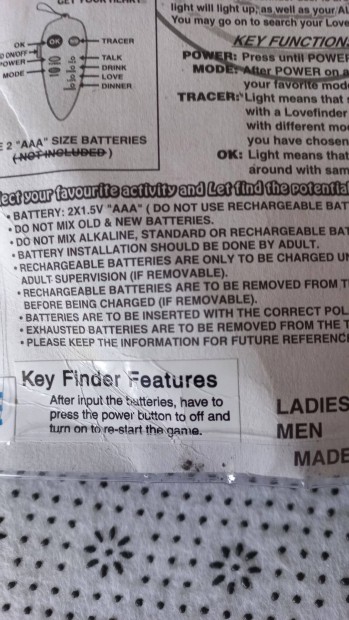 GET YOUR HEART
OK
ON/OFF
POWER
MODE
OK
TRACER
TALK
DRINK
LOVE
DINNER
2 "AAA" SIZE BATTERIES
(NOT INCLUDED)
light will light up, as well as your
You may go on to search your Love
KEY FUNCTION
POWER: Press until POWER
MODE: After POWER on a
your favorite mod
TRACER: Light means that
with a Lovefinder
with different mo
you have chosen
OK: Light means that
around with sam
ect your favourite activity and Let find the potential
• BATTERY: 2X1.5V "AAA" ( DO NOT USE RECHARGEABLE BAT
• DO NOT MIX OLD & NEW BATTERIES.
• DO NOT MIX ALKALINE, STANDARD OR RECHARGEABLE BA
• BATTERY INSTALLATION SHOULD BE DONE BY ADULT.
• RECHARGEABLE BATTERIES ARE ONLY TO BE CHARGED UN
ADULT SUPERVISION (IF REMOVABLE).
• RECHARGEABLE BATTERIES ARE TO BE REMOVED FROM T
BEFORE BEING CHARGED (IF REMOVABLE).
• BATTERIES ARE TO BE INSERTED WITH THE CORRECT POL
• EXHAUSTED BATTERIES ARE TO BE REMOVED FROM THE T
• PLEASE KEEP THE INFORMATION FOR FUTURE REFERENCE
Key Finder Features
After input the batteries, have to
press the power button to off and
turn on to re-start the game.
LADIES
MEN
MADE